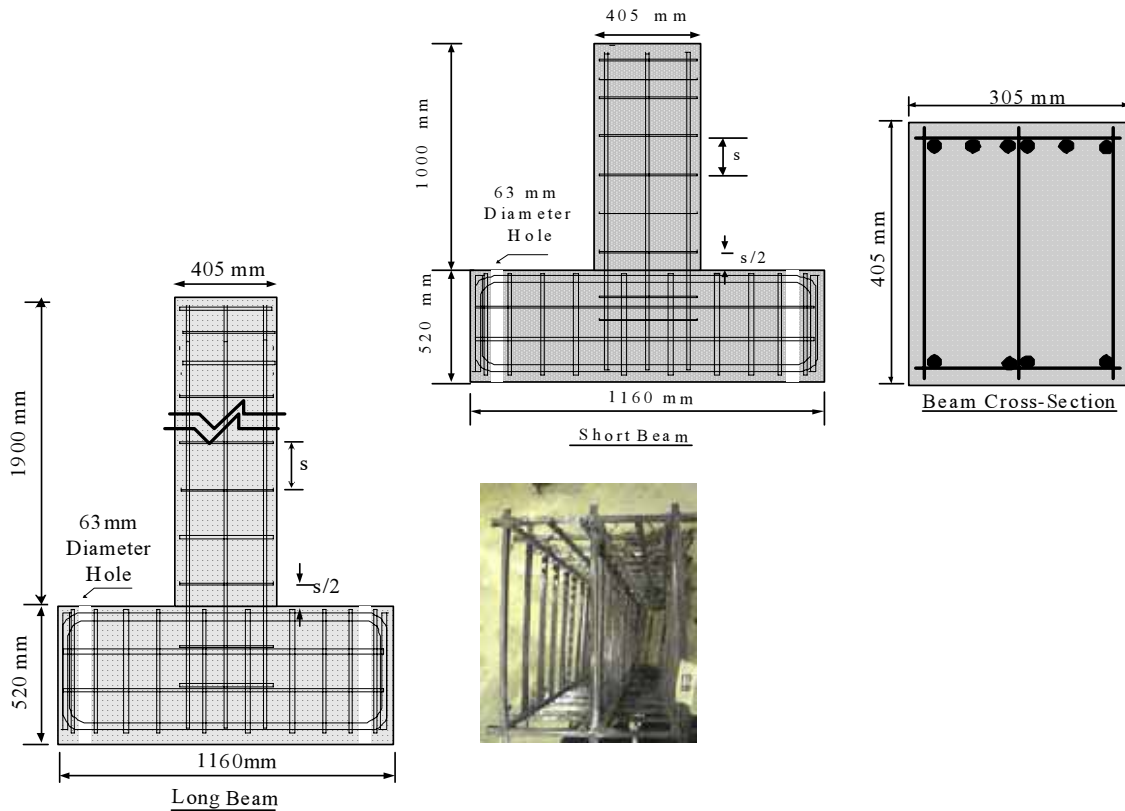 405 mm
1000 mm
63 mm
Diameter
Hole
s
s/2
520 mm
1160 mm
Short Beam
305 mm
405 mm
Beam Cross-Section
405 mm
1900 mm
s
63mm
Diameter
Hole
s/2
520 mm
1160mm
Long Beam